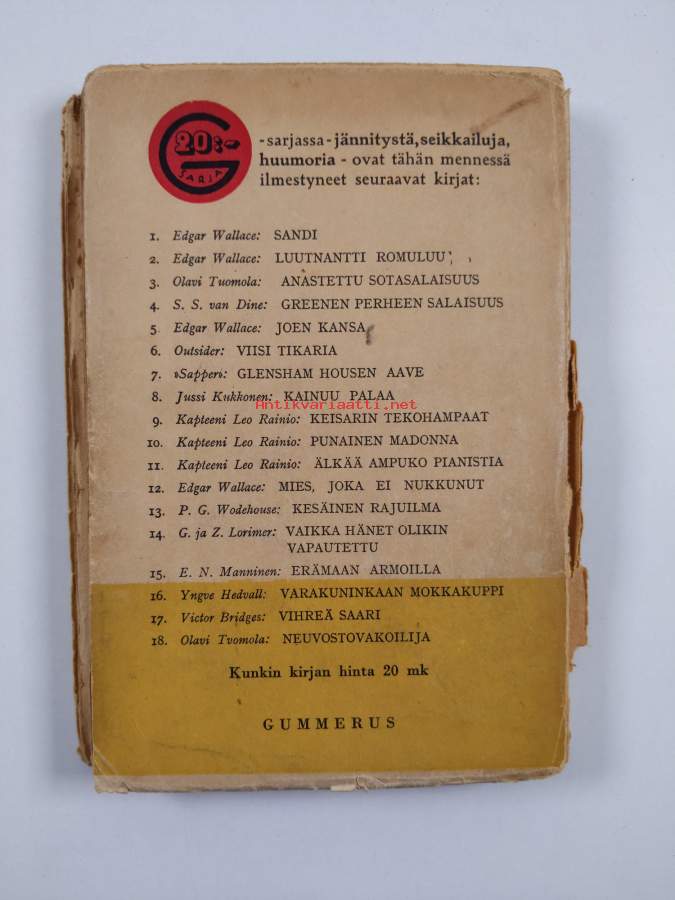 20:-
SARJA
-sarjassa-jännitystä,seikkailuja,
huumoria - ovat tähän mennessä
ilmestyneet seuraavat kirjat:
1. Edgar Wallace: SANDI
2. Edgar Wallace: LUUTNANTTI ROMULUU
3. Olavi Tuomola: ANASTETTU SOTASALAISUUS
4. S. S. van Dine: GREENEN PERHEEN SALAISUUS
5. Edgar Wallace: JOEN KANSA
6. Outsider: VIISI TIKARIA
7. »Sapper»: GLENSHAM HOUSEN AAVE
8. Jussi Kukkonen: KAINUU PALAA
Antikvariaatti.net
9. Kapteeni Leo Rainio: KEISARIN TEKOHAMPAAT
10. Kapteeni Leo Rainio: PUNAINEN MADONNA
11. Kapteeni Leo Rainio: ÄLKÄÄ AMPUKO PIANISTIA
12. Edgar Wallace: MIES, JOKA EI NUKKUNUT
13. P. G. Wodehouse: KESÄINEN RAJUILMA
14. G. ja Z. Lorimer: VAIKKA HÄNET OLIKIN
VAPAUTETTU
15. E. N. Manninen: ERÄMAAN ARMOILLA
16. Yngve Hedvall: VARAKUNINKAAN MOKKAKUPPI
17. Victor Bridges: VIHREÄ SAARI
18. Olavi Tvomola: NEUVOSTOVAKOILIJA
Kunkin kirjan hinta 20 mk
GUMMERUS